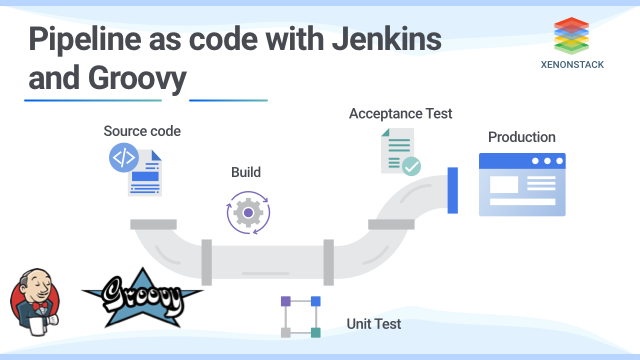 Pipeline as code with Jenkins
and Groovy
XENONSTACK
Acceptance Test
Source code
Production
Build
Groovy
Unit Test